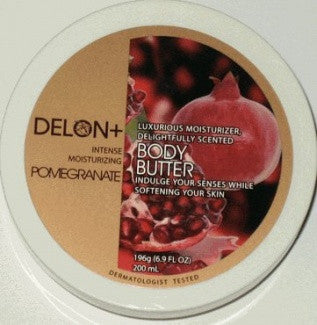 DELON+
INTENSE
MOISTURIZING
POMEGRANATE
LUXURIOUS MOISTURIZER,
DELIGHTFULLY SCENTED
BODY
BUTTER
INDULGE YOUR SENSES WHILE
SOFTENING YOUR SKIN
196g (6.9 FL OZ)
200 mL
DERMATOLOGIST TESTED